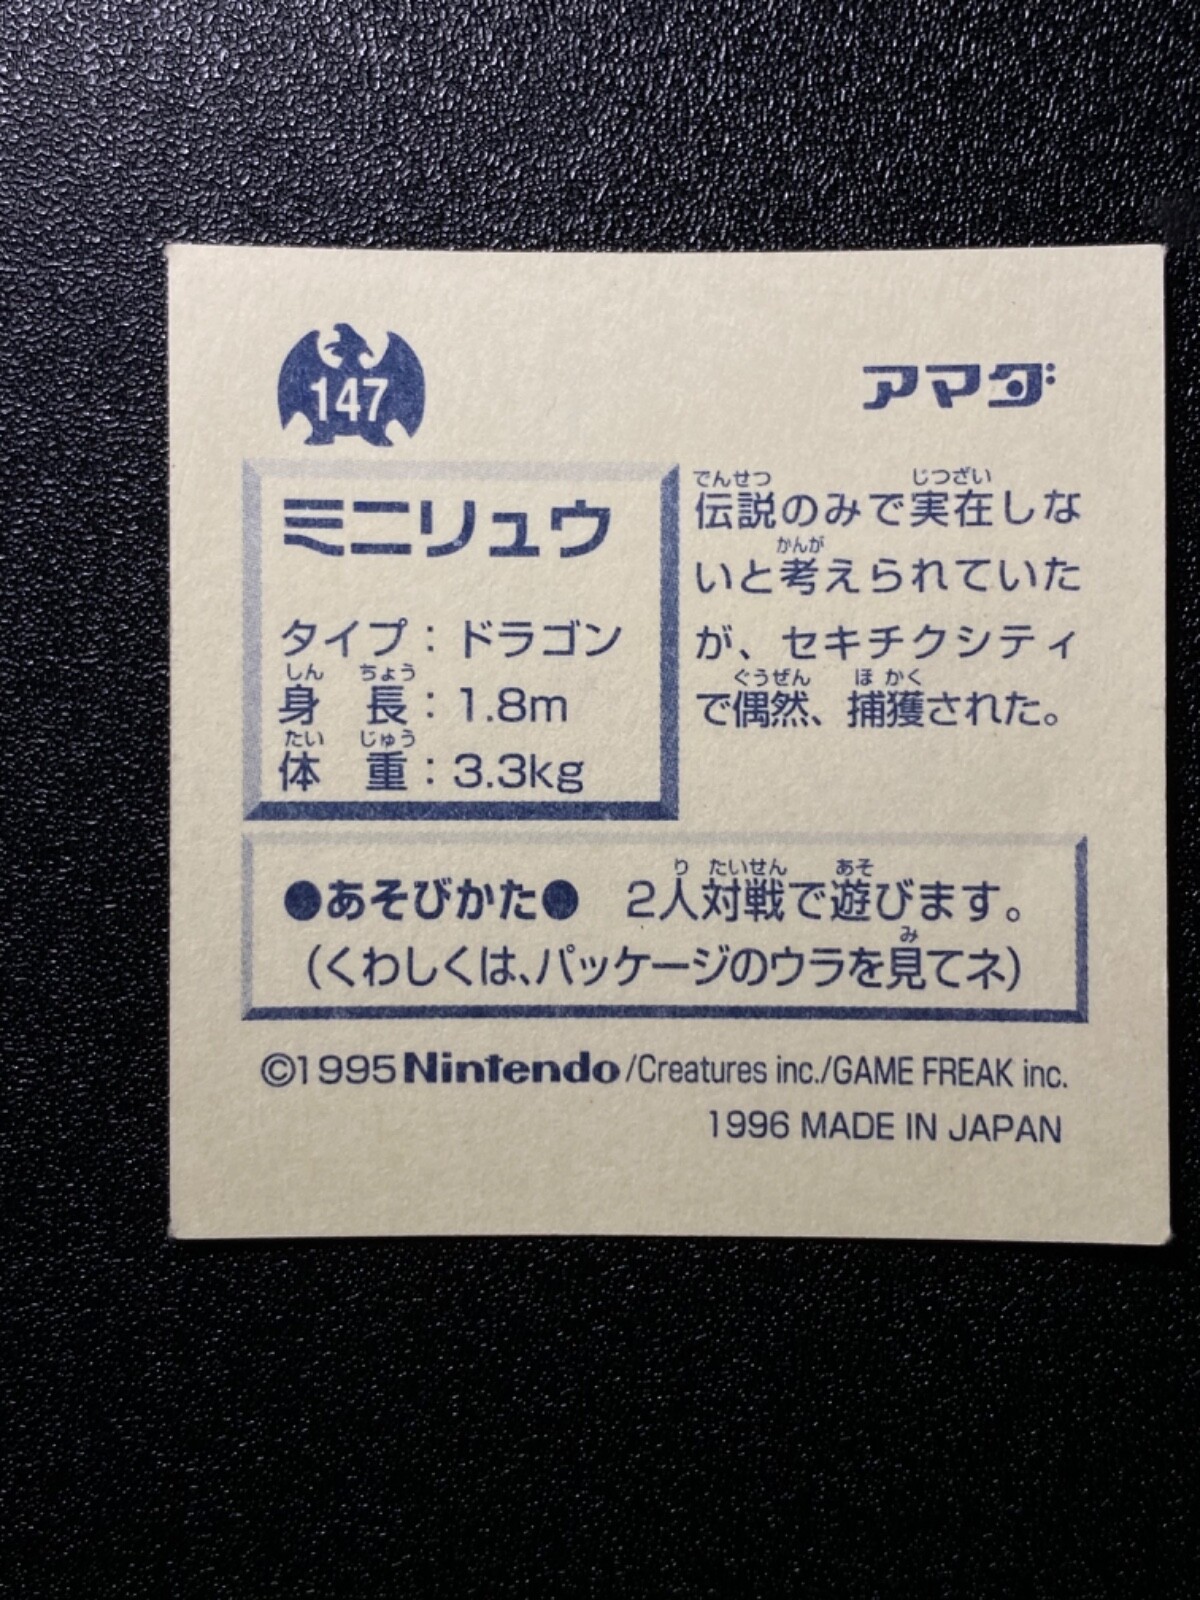 147
アマダ
ミニリュウ
タイプ：ドラゴン
しん ちょう
身 長：1.8m
たい じゅう
体 重：3.3kg
でんせつ じつざい
伝説のみで実在しな
かんが
いと考えられていた
が、セキチクシティ
ぐうぜん ほかく
で偶然、捕獲された。
り たいせん あそ
●あそびかた● 2人対戦で遊びます。
み
(くわしくは、パッケージのウラを見てネ)
©1995 Nintendo/Creatures inc./GAME FREAK inc.
1996 MADE IN JAPAN